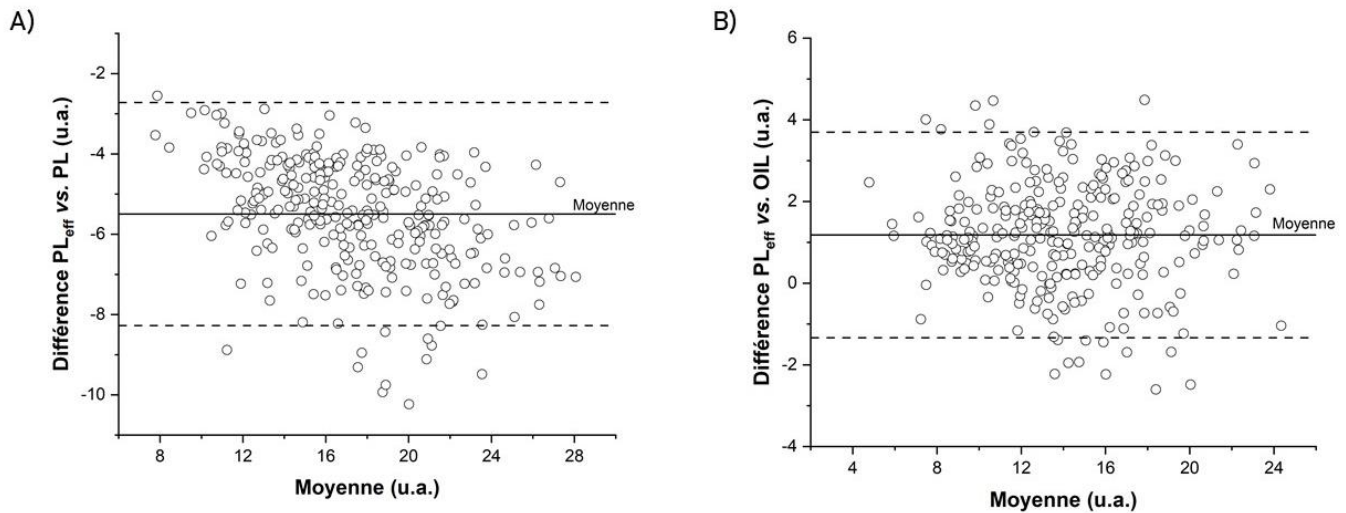 A)
-2
-4
-6
-8
-10
Différence PLeff vs. PL (u.a.)
Moyenne
8
12
16
20
24
28
Moyenne (u.a.)
B)
6
4
2
0
-2
-4
Différence PLeff vs. OIL (u.a.)
Moyenne
4
8
12
16
20
24
Moyenne (u.a.)